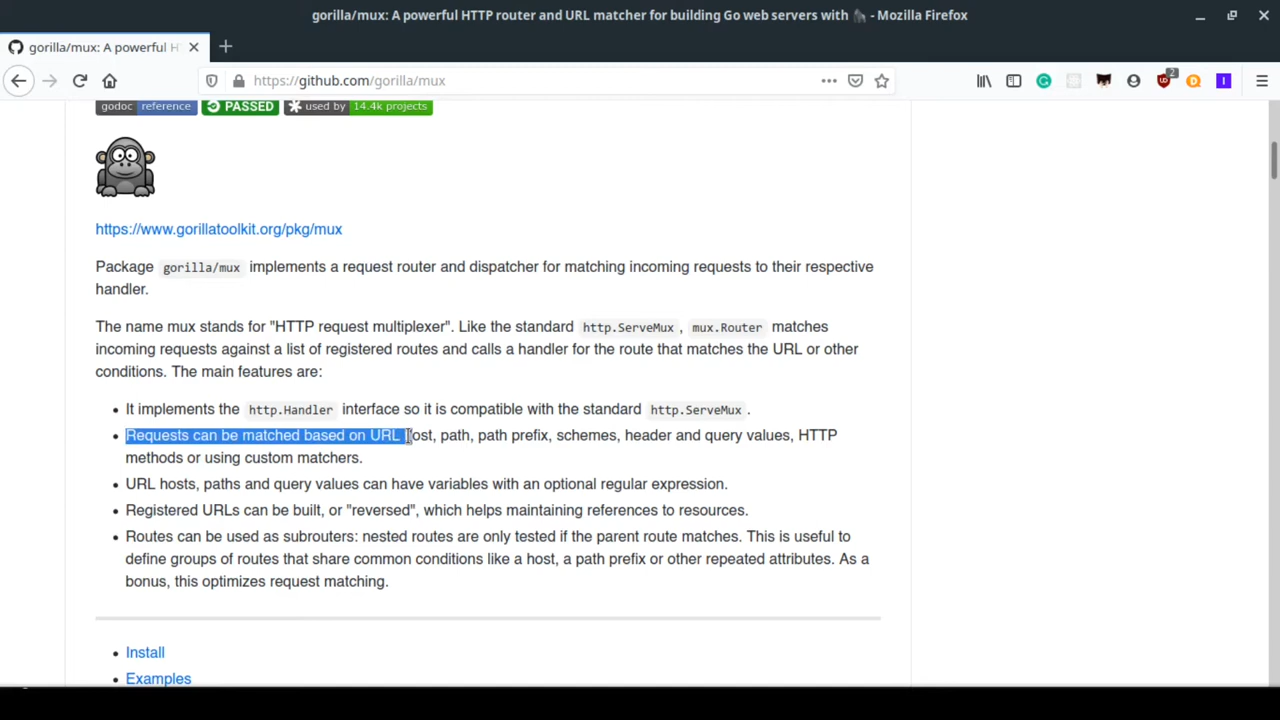 gorilla/mux: A powerful HTTP router and URL matcher for building Go web servers with 🦍 - Mozilla Firefox
gorilla/mux: A powerful H
https://github.com/gorilla/mux
2
godoc reference PASSED used by 14.4k projects
https://www.gorillatoolkit.org/pkg/mux
Package gorilla/mux implements a request router and dispatcher for matching incoming requests to their respective
handler.
The name mux stands for "HTTP request multiplexer". Like the standard http.ServeMux, mux.Router matches
incoming requests against a list of registered routes and calls a handler for the route that matches the URL or other
conditions. The main features are:
• It implements the http.Handler interface so it is compatible with the standard http.ServeMux.
• Requests can be matched based on URL host, path, path prefix, schemes, header and query values, HTTP
methods or using custom matchers.
• URL hosts, paths and query values can have variables with an optional regular expression.
• Registered URLs can be built, or "reversed", which helps maintaining references to resources.
• Routes can be used as subrouters: nested routes are only tested if the parent route matches. This is useful to
define groups of routes that share common conditions like a host, a path prefix or other repeated attributes. As a
bonus, this optimizes request matching.
• Install
• Examples